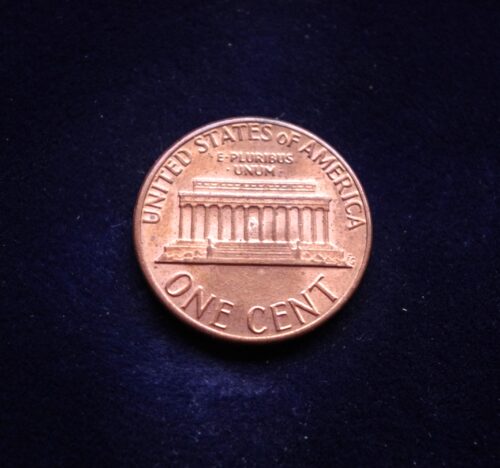 UNITED STATES OF AMERICA
E·PLURIBUS
UNUM
ONE CENT